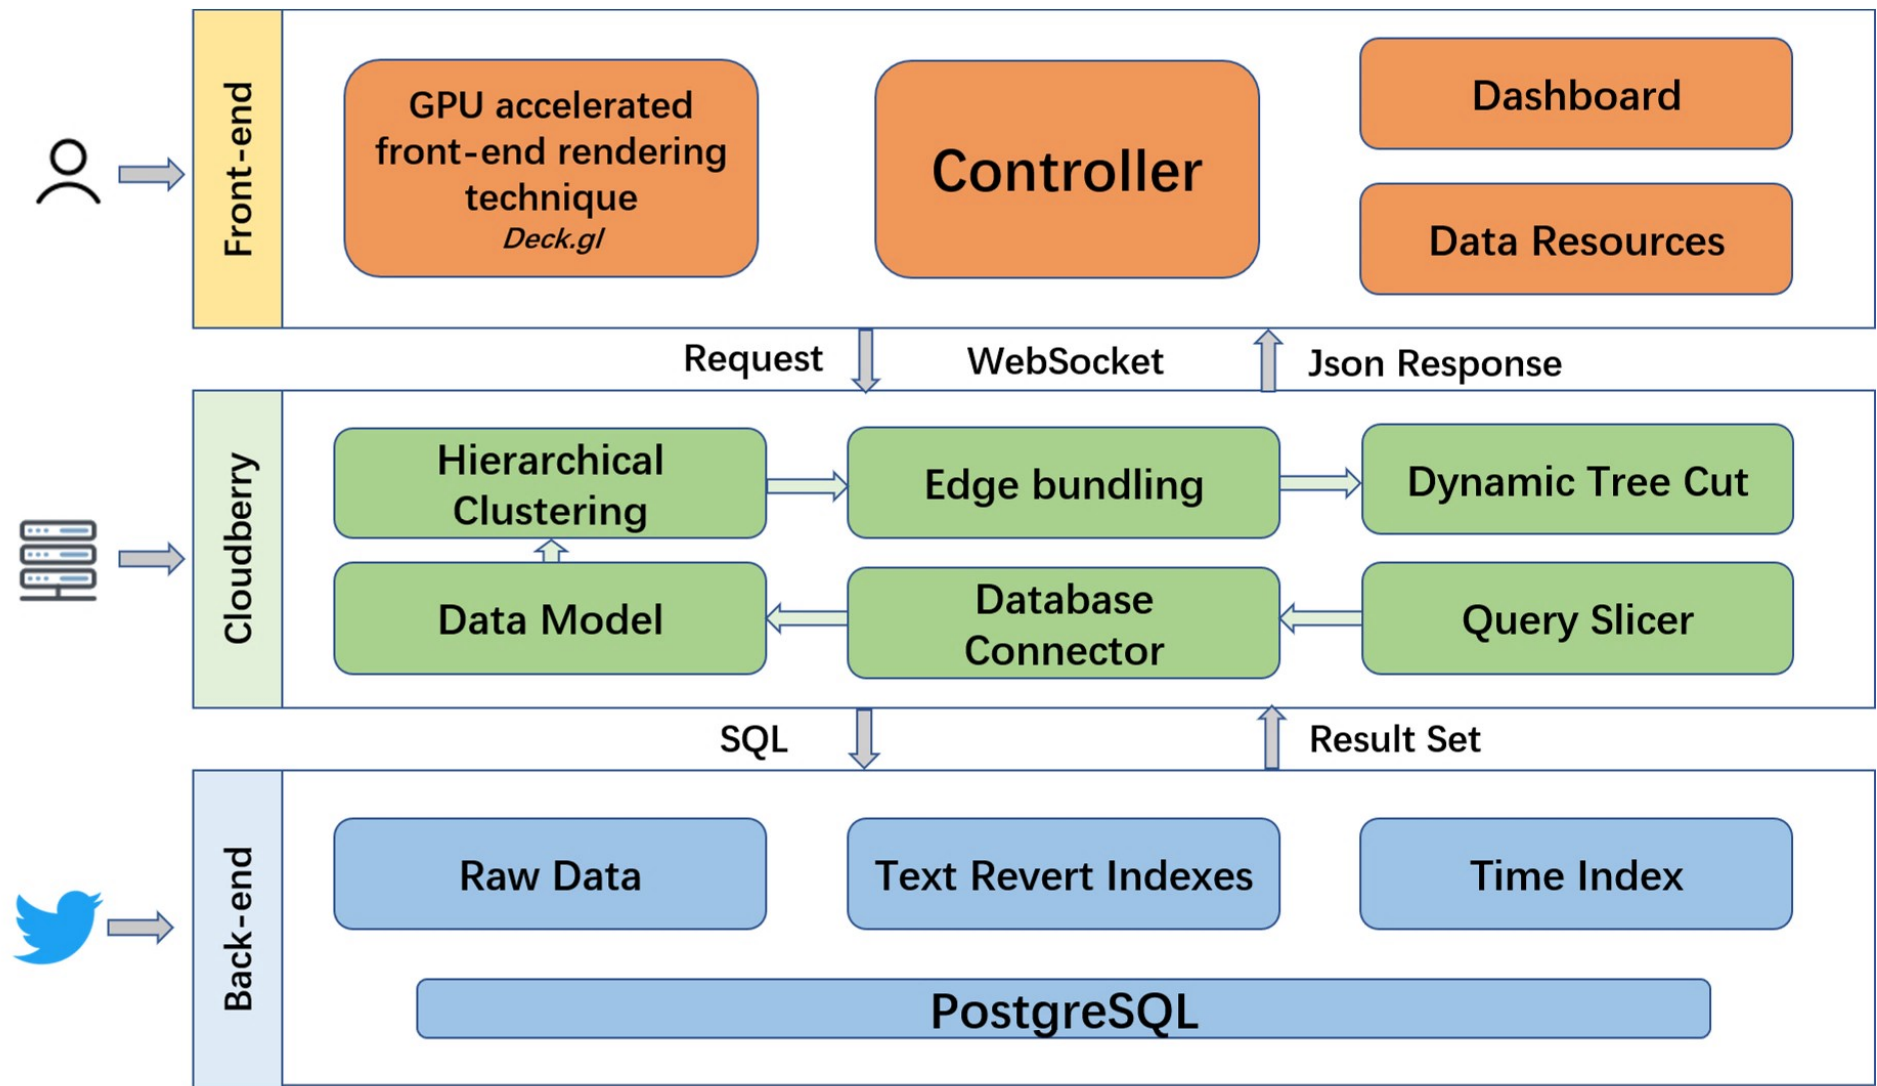 Front-end
GPU accelerated
front-end rendering
technique
Deck.gl
Controller
Dashboard
Data Resources
Request
WebSocket
Json Response
Cloudberry
Hierarchical
Clustering
Edge bundling
Dynamic Tree Cut
Data Model
Database
Connector
Query Slicer
SQL
Result Set
Back-end
Raw Data
Text Revert Indexes
Time Index
PostgreSQL